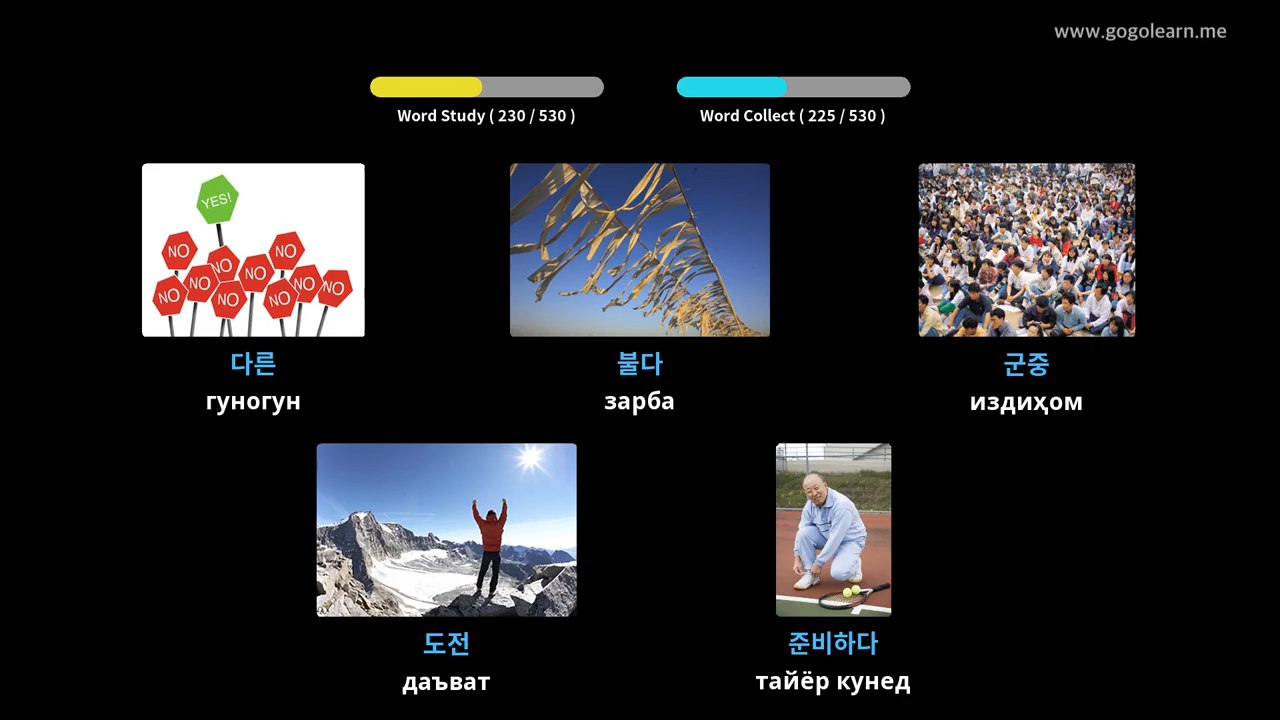 www.gogolearn.me
Word Study ( 230 / 530 )
Word Collect ( 225 / 530 )
YES!
NO
NO
NO
NO
NO
NO
NO
NO
NO
NO
다른
гуногун
불다
зарба
군중
издиҳом
도전
даъват
준비하다
тайёр кунед